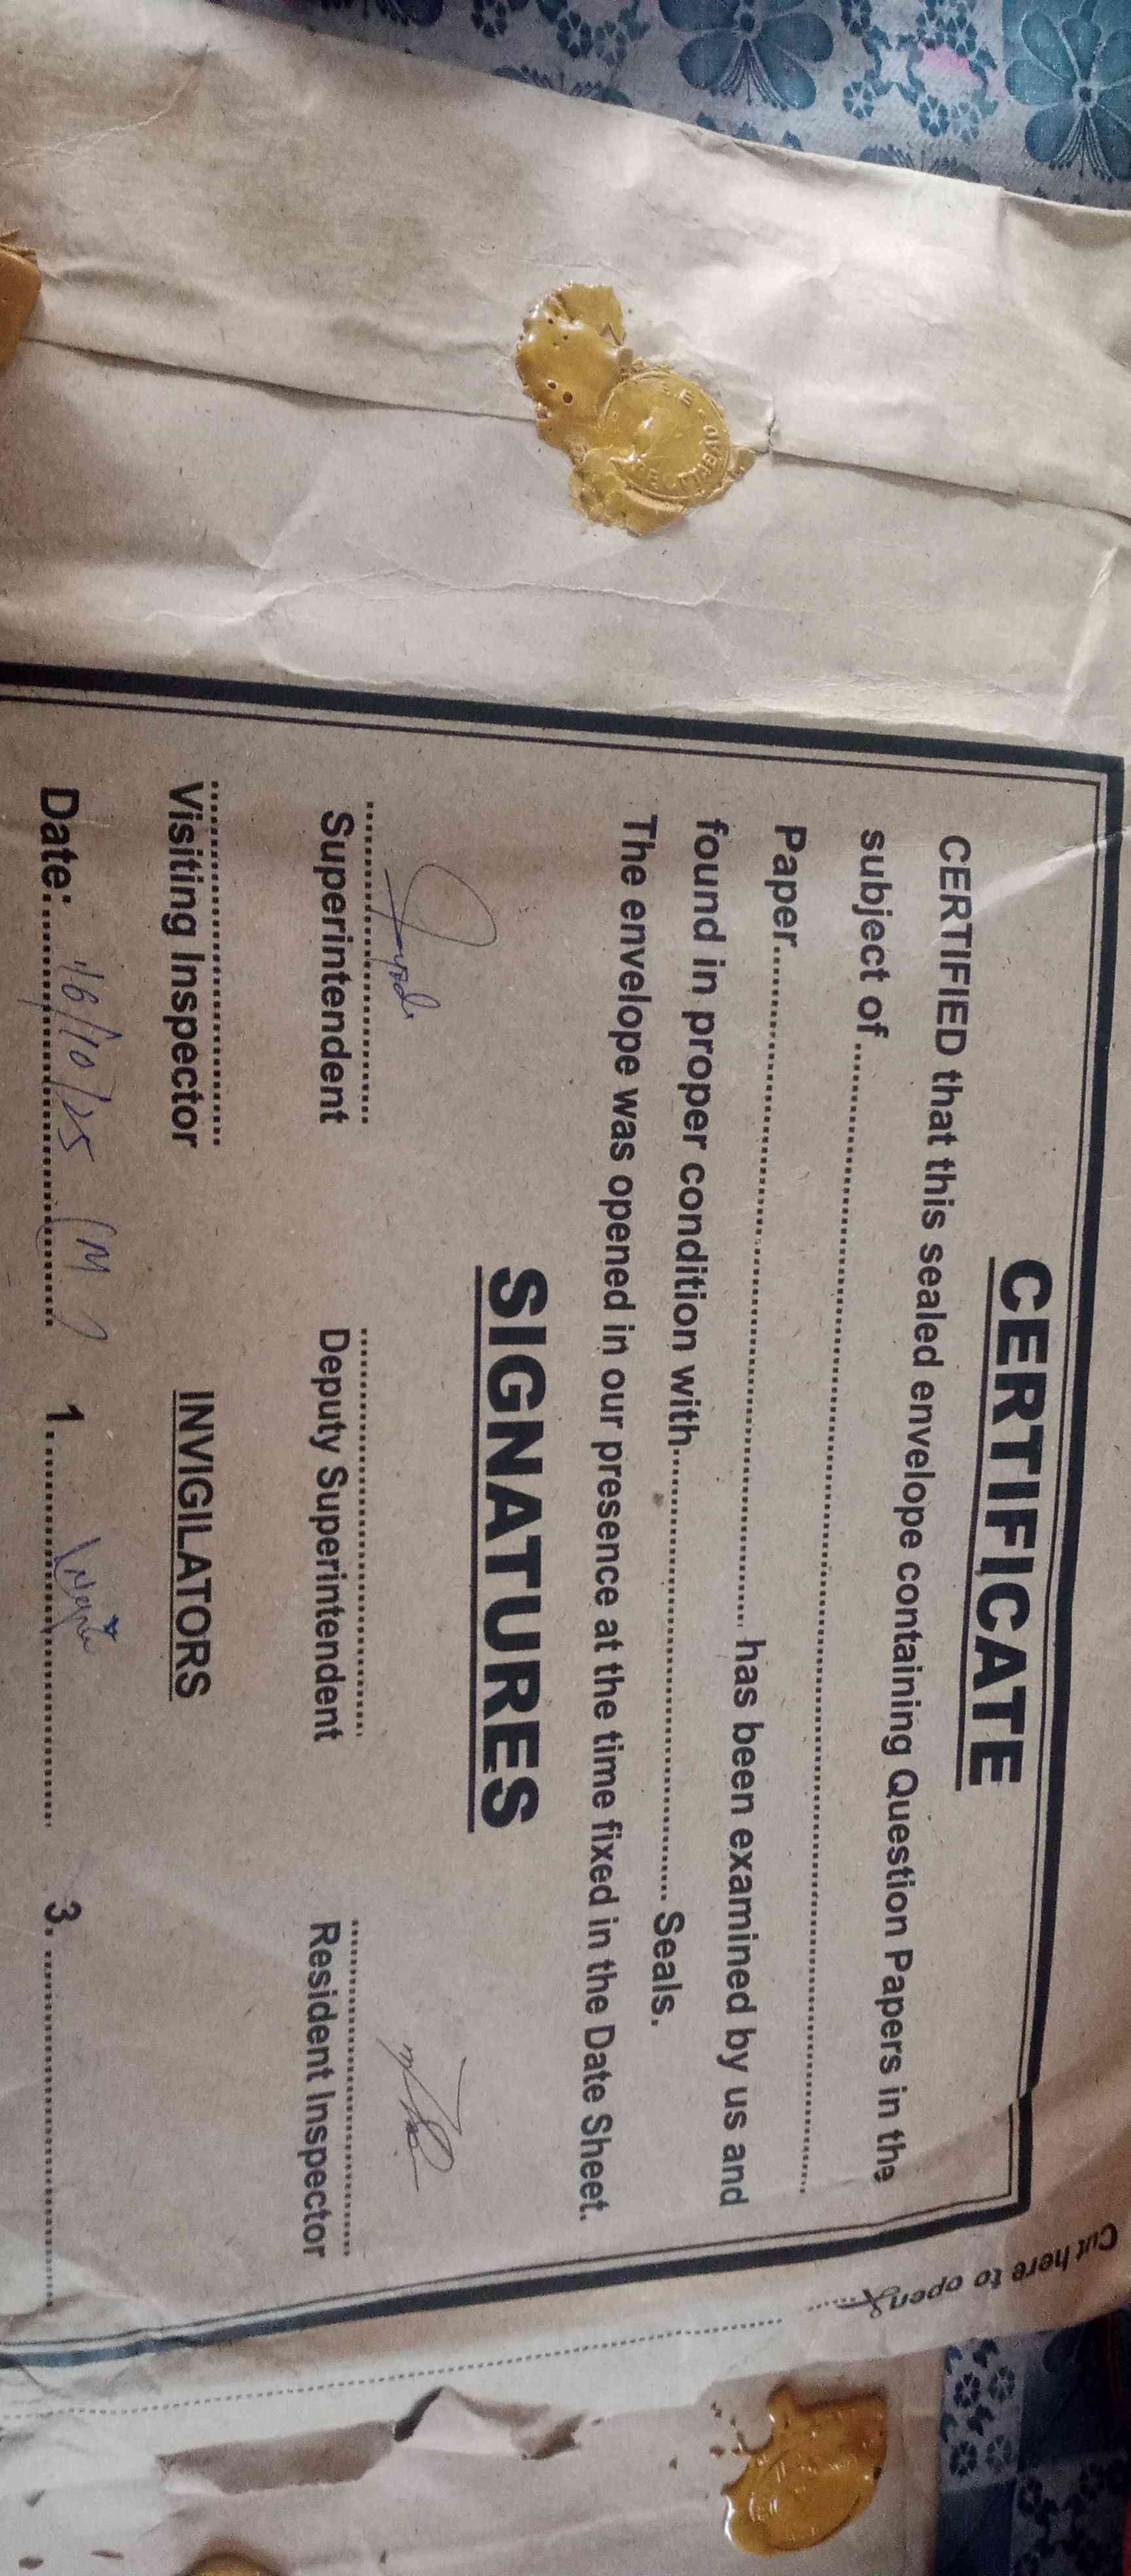 CERTIFICATE
CERTIFIED that this sealed envelope containing Question Papers in the
subject of ..........
Paper.......... has been examined by us and
found in proper condition with.......... Seals.
The envelope was opened in our presence at the time fixed in the Date Sheet.
SIGNATURES
Superintendent Deputy Superintendent Resident Inspector
Visiting Inspector INVIGILATORS
Date: 16/10/25 (M) 1. 3.
Cut here to open